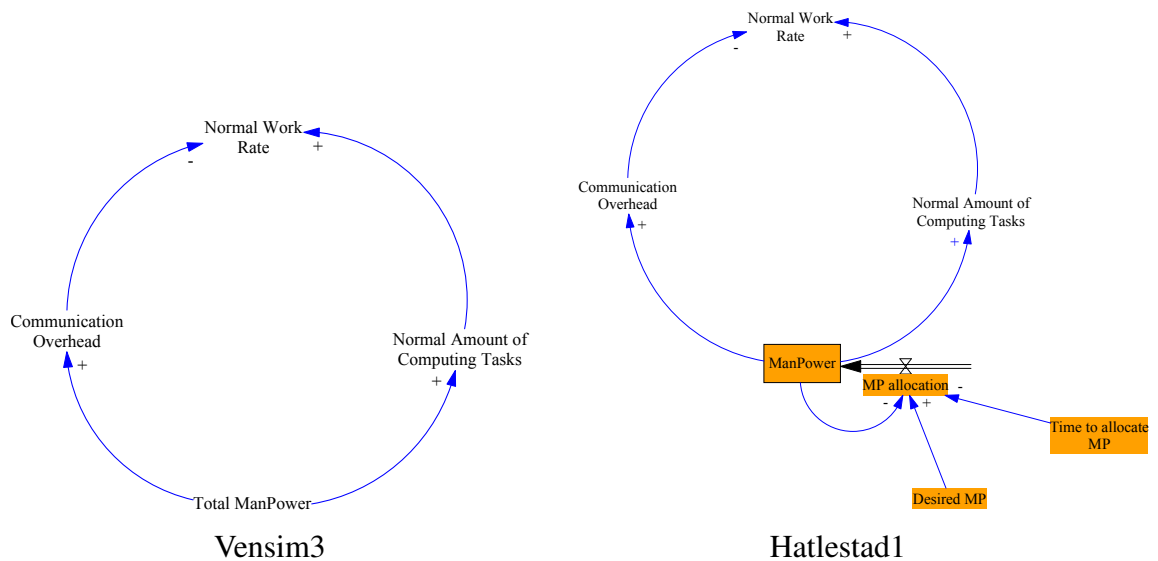 Normal Work
Rate
-
+
Communication
Overhead
+
Normal Amount of
Computing Tasks
+
Total ManPower
Vensim3
Normal Work
Rate
-
+
Communication
Overhead
+
Normal Amount of
Computing Tasks
+
ManPower
MP allocation
-
-
+
Time to allocate
MP
Desired MP
Hatlestad1